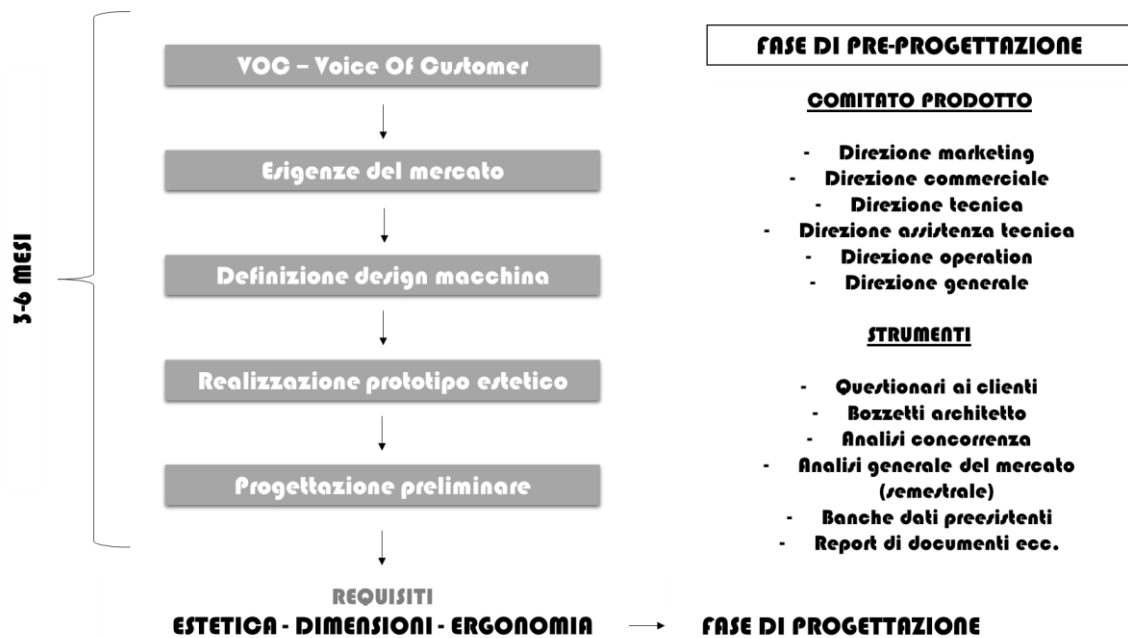 3-6 MESI
VOC – Voice Of Customer
Esigenze del mercato
Definizione design macchina
Realizzazione prototipo estetico
Progettazione preliminare
REQUISITI
ESTETICA - DIMENSIONI - ERGONOMIA
FASE DI PROGETTAZIONE
FASE DI PRE-PROGETTAZIONE
COMITATO PRODOTTO
- Direzione marketing
- Direzione commerciale
- Direzione tecnica
- Direzione assistenza tecnica
- Direzione operation
- Direzione generale
STRUMENTI
- Questionari ai clienti
- Bozzetti architetto
- Analisi concorrenza
- Analisi generale del mercato
(semestrale)
- Banche dati preesistenti
- Report di documenti ecc.